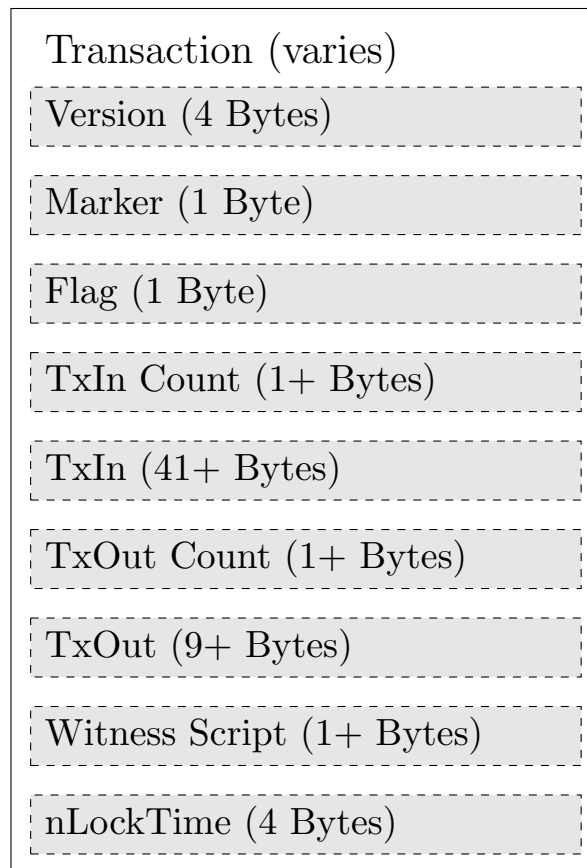 Transaction (varies)
Version (4 Bytes)
Marker (1 Byte)
Flag (1 Byte)
TxIn Count (1+ Bytes)
TxIn (41+ Bytes)
TxOut Count (1+ Bytes)
TxOut (9+ Bytes)
Witness Script (1+ Bytes)
nLockTime (4 Bytes)